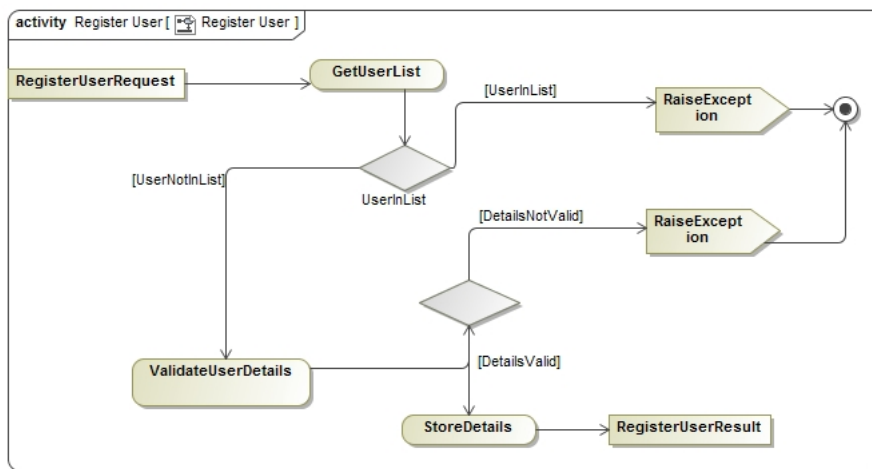 activity Register User [ Register User ]
RegisterUserRequest
GetUserList
[UserInList]
RaiseExcept
ion
[UserNotInList]
UserInList
[DetailsNotValid]
RaiseExcept
ion
ValidateUserDetails
[DetailsValid]
StoreDetails
RegisterUserResult